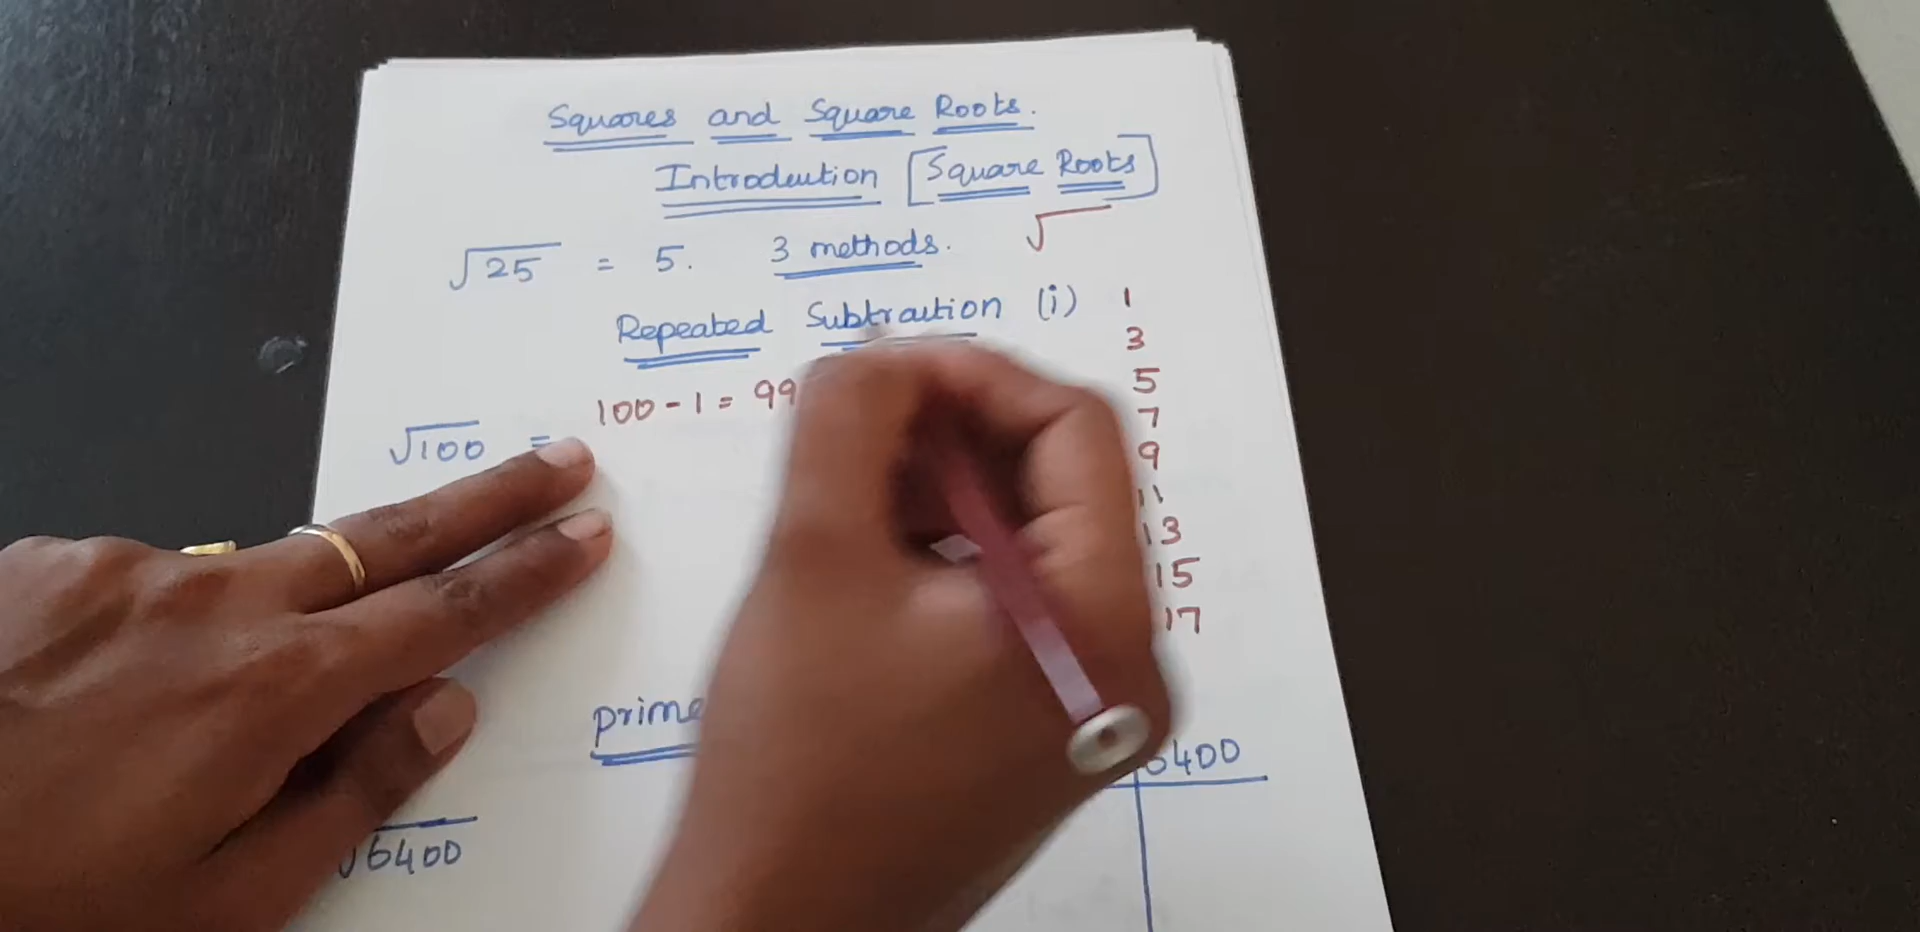 Squares and Square Roots.
Introduction [Square Roots]
√25 = 5. 3 methods. √
Repeated Subtraction (i)
100 - 1 = 99
√100 =
1
3
5
7
9
11
13
15
17
prime
6400
√6400